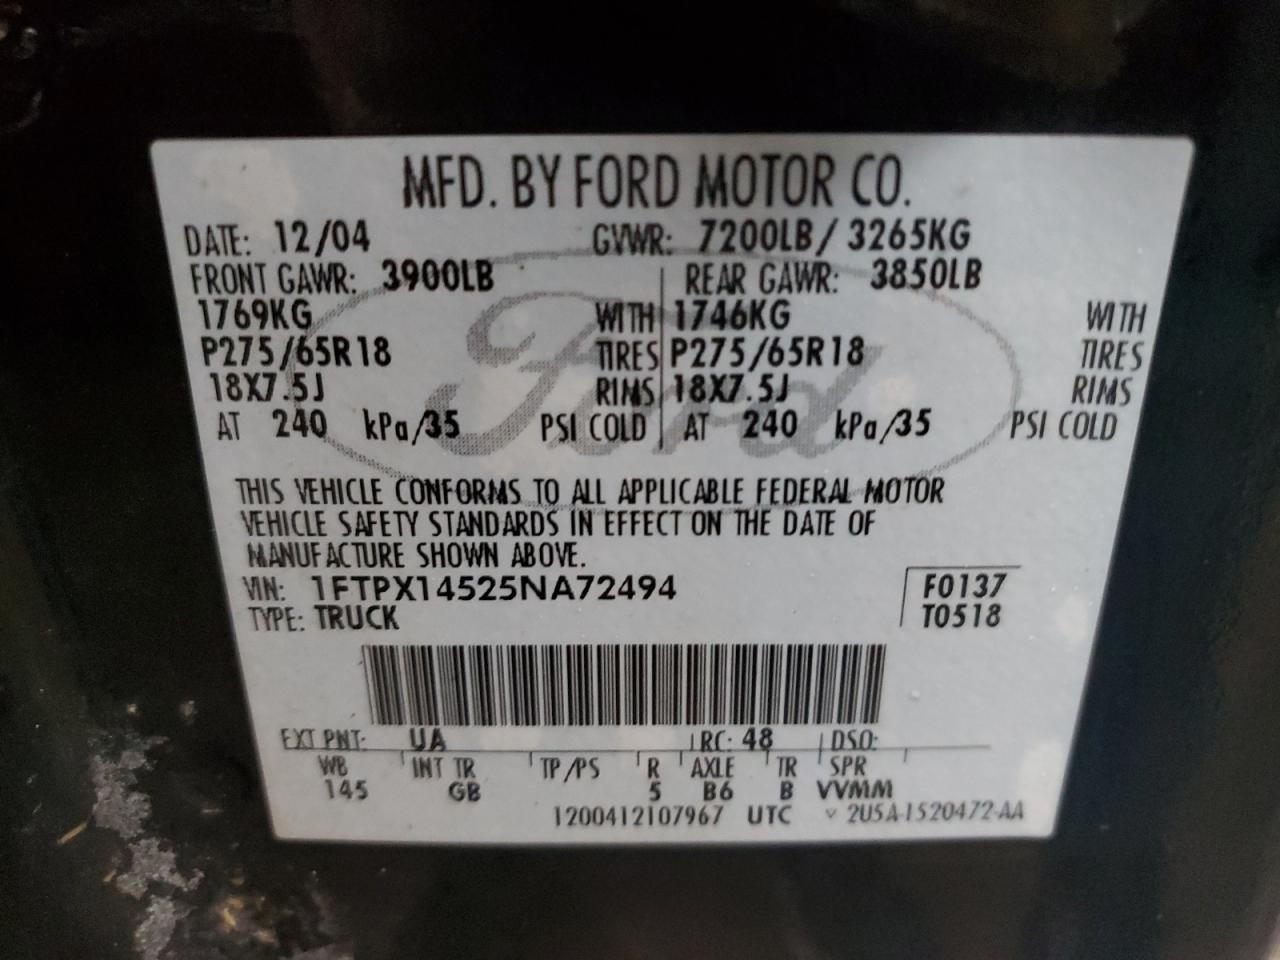 MFD. BY FORD MOTOR CO.
DATE: 12/04 GVWR: 7200LB/ 3265KG
FRONT GAWR: 3900LB REAR GAWR: 3850LB
1769KG WITH 1746KG WITH
P275/65R18 TIRES P275/65R18 TIRES
18X7.5J RIMS 18X7.5J RIMS
AT 240 kPa/35 PSI COLD AT 240 kPa/35 PSI COLD
Ford
THIS VEHICLE CONFORMS TO ALL APPLICABLE FEDERAL MOTOR
VEHICLE SAFETY STANDARDS IN EFFECT ON THE DATE OF
MANUFACTURE SHOWN ABOVE.
VIN: 1FTPX14525NA72494 F0137
TYPE: TRUCK T0518
EXT PNT: UA RC: 48 DSO:
WB INT TR TP/PS R AXLE TR SPR
145 GB 5 B6 B VVMM
1200412107967 UTC v 2U5A-1520472-AA